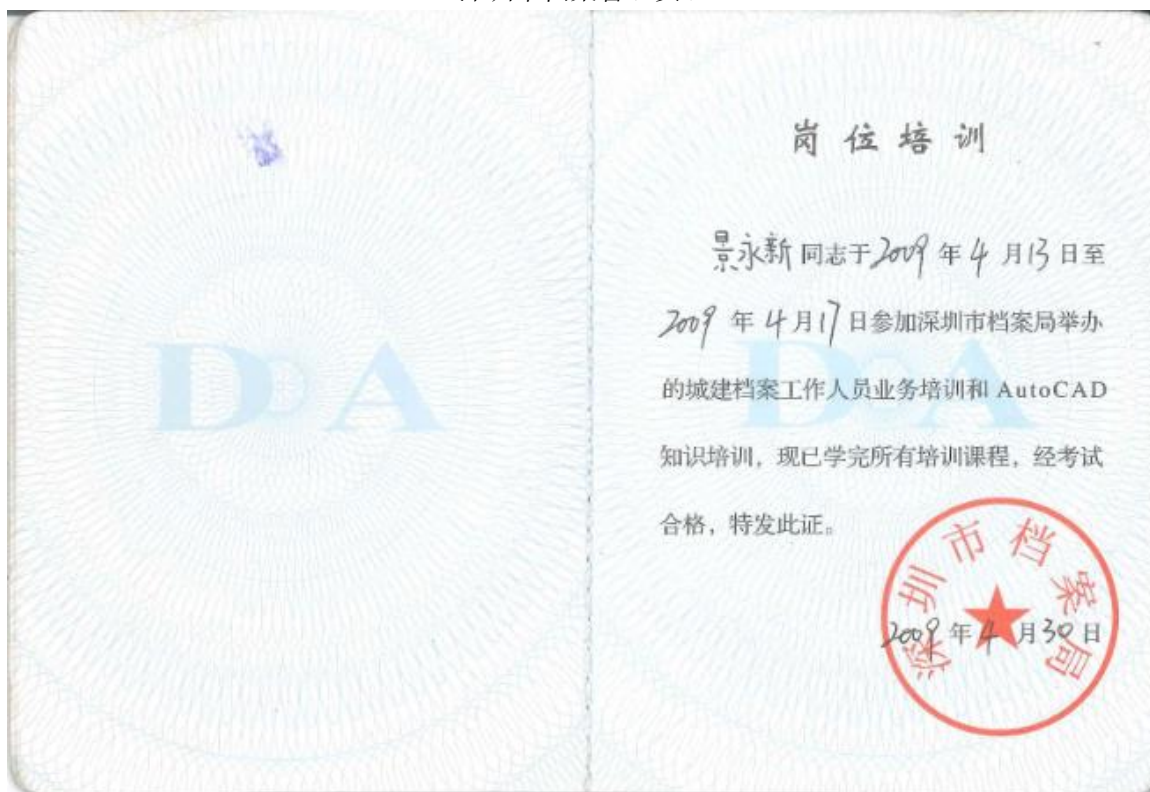 岗位培训
景永新同志于2009年4月13日至
2009年4月17日参加深圳市档案局举办
的城建档案工作人员业务培训和AutoCAD
知识培训，现已学完所有培训课程，经考试
合格，特发此证。
深圳市档案局
2009年4月30日
DA
DA